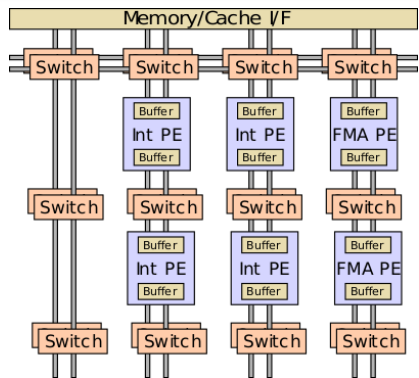 Memory/Cache I/F
Switch Switch Switch Switch
Buffer Buffer Buffer
Int PE Int PE FMA PE
Buffer Buffer Buffer
Switch Switch Switch Switch
Buffer Buffer Buffer
Int PE Int PE FMA PE
Buffer Buffer Buffer
Switch Switch Switch Switch